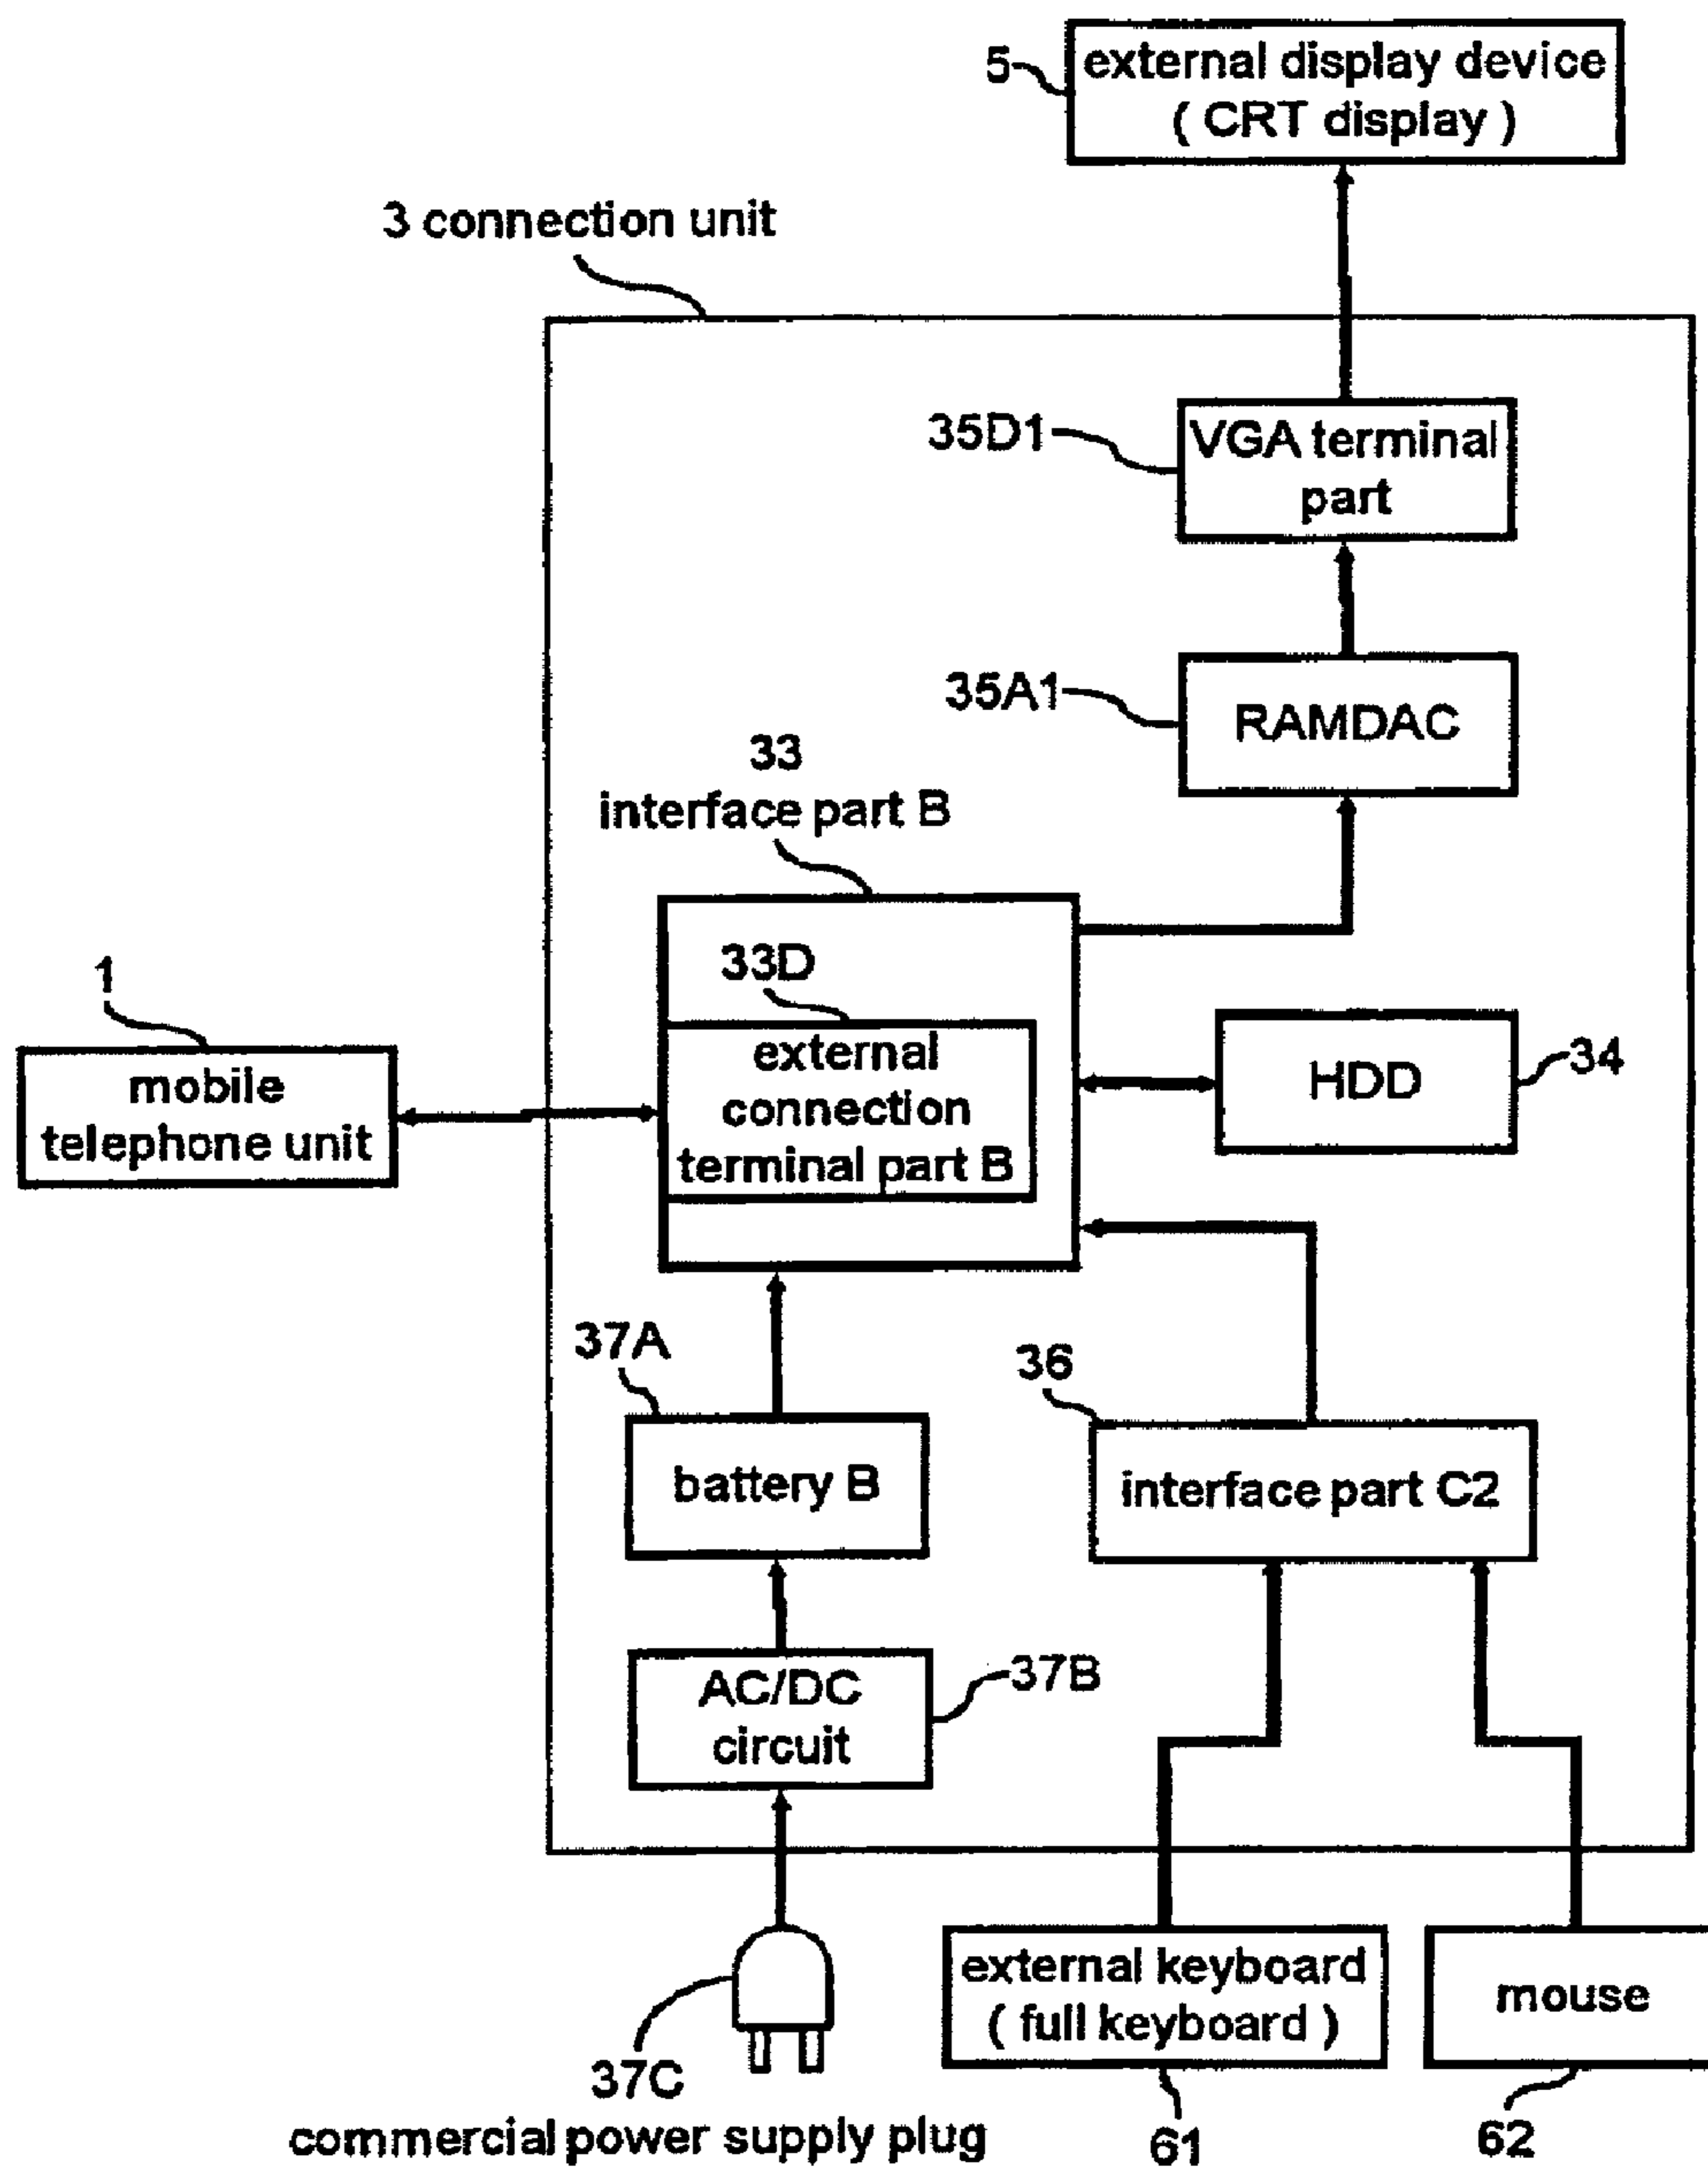 5
external display device
( CRT display )
3 connection unit
35D1
VGA terminal
part
35A1
RAMDAC
33
interface part B
33D
external
connection
terminal part B
1
mobile
telephone unit
HDD
34
37A
battery B
36
interface part C2
AC/DC
circuit
37B
37C
commercial power supply plug
external keyboard
( full keyboard )
61
mouse
62